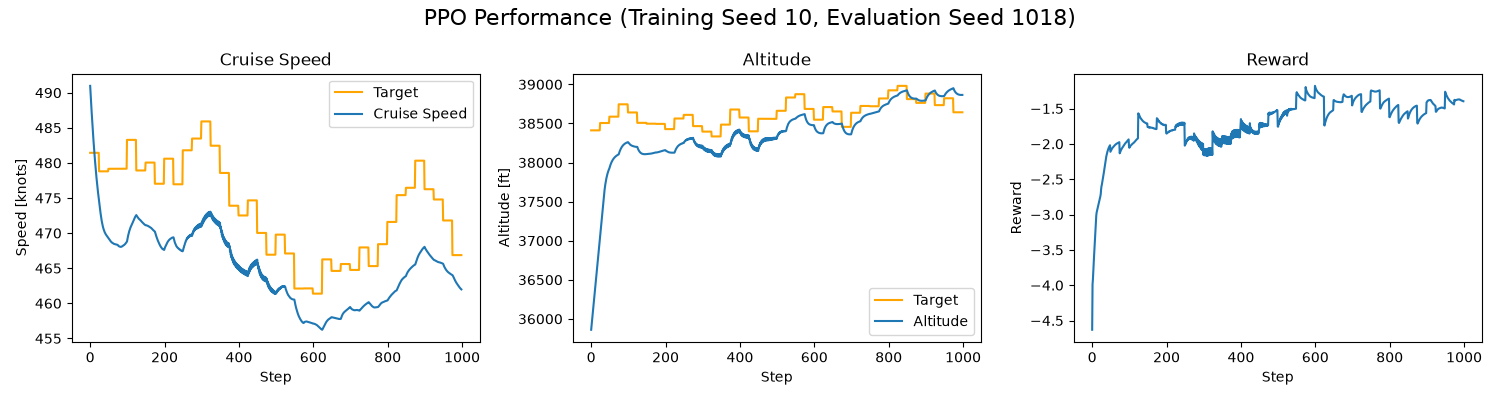 PPO Performance (Training Seed 10, Evaluation Seed 1018)
Cruise Speed
Speed [knots]
490
485
480
475
470
465
460
455
0 200 400 600 800 1000
Step
Target
Cruise Speed
Altitude
Altitude [ft]
39000
38500
38000
37500
37000
36500
36000
0 200 400 600 800 1000
Step
Target
Altitude
Reward
Reward
−1.5
−2.0
−2.5
−3.0
−3.5
−4.0
−4.5
0 200 400 600 800 1000
Step